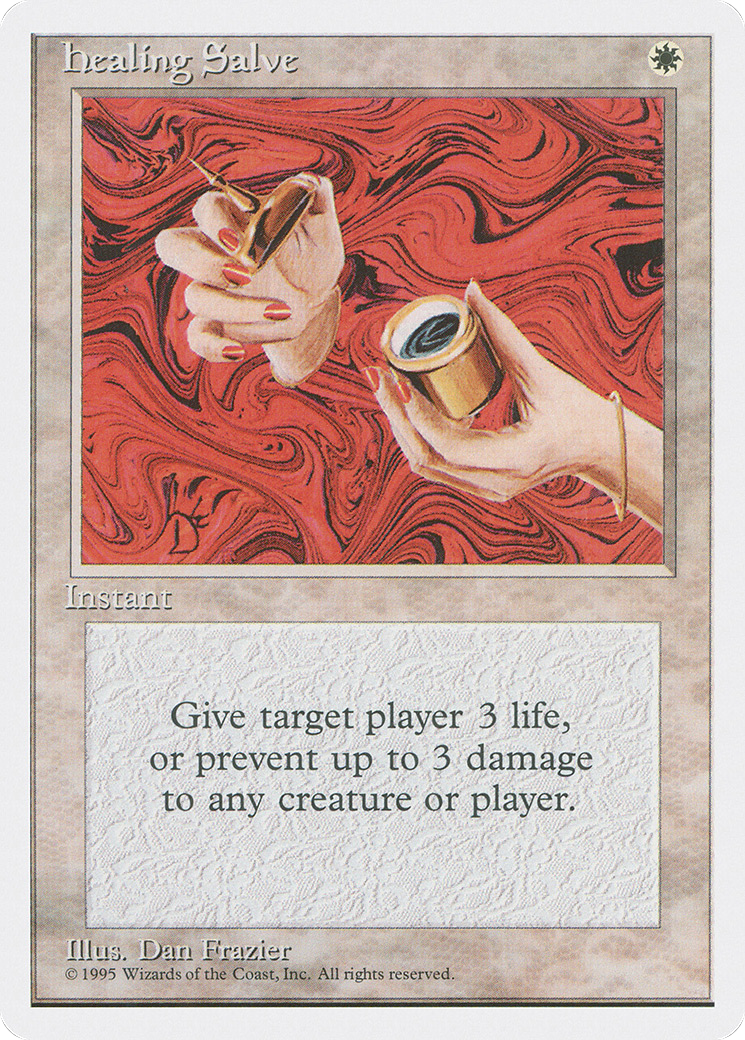 Healing Salve
Instant
Give target player 3 life,
or prevent up to 3 damage
to any creature or player.
Illus. Dan Frazier
© 1995 Wizards of the Coast, Inc. All rights reserved.